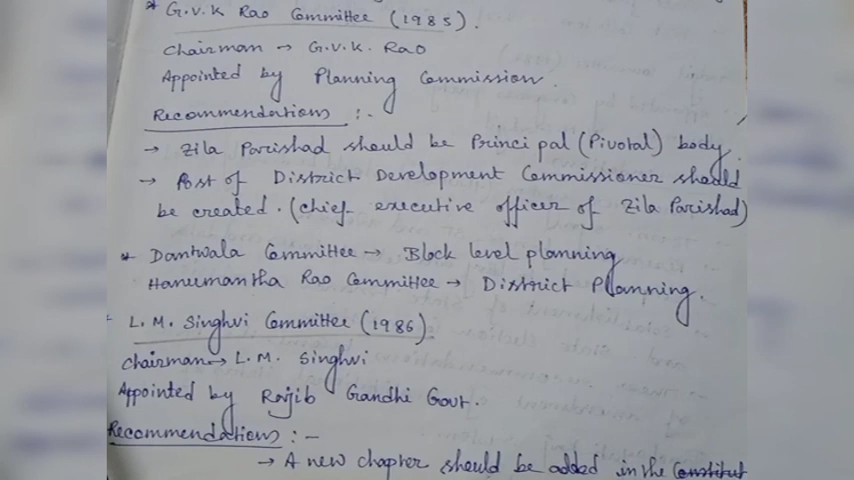 * G.V.K Rao Committee (1985).
Chairman → G.V.K. Rao
Appointed by Planning Commission.
Recommendations :-
→ Zila Parishad should be Principal (Pivotal) body.
→ Post of District Development Commissioner should
be created. (chief executive officer of Zila Parishad)
* Dantwala Committee → Block level planning
Hanumantha Rao Committee → District Planning.
* L.M. Singhvi Committee (1986).
Chairman → L.M. Singhvi
Appointed by Rajib Gandhi Govt.
Recommendations :-
→ A new chapter should be added in the Constitut